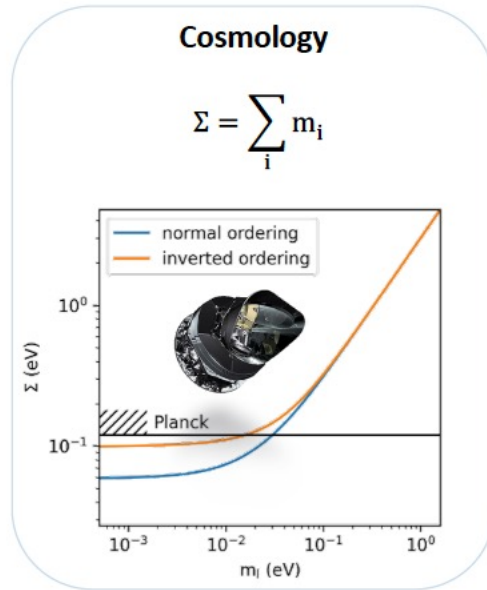 Cosmology
Σ = ∑ mᵢ
i
normal ordering
inverted ordering
Planck
10⁰
10⁻¹
Σ (eV)
10⁻³ 10⁻² 10⁻¹ 10⁰
mₗ (eV)